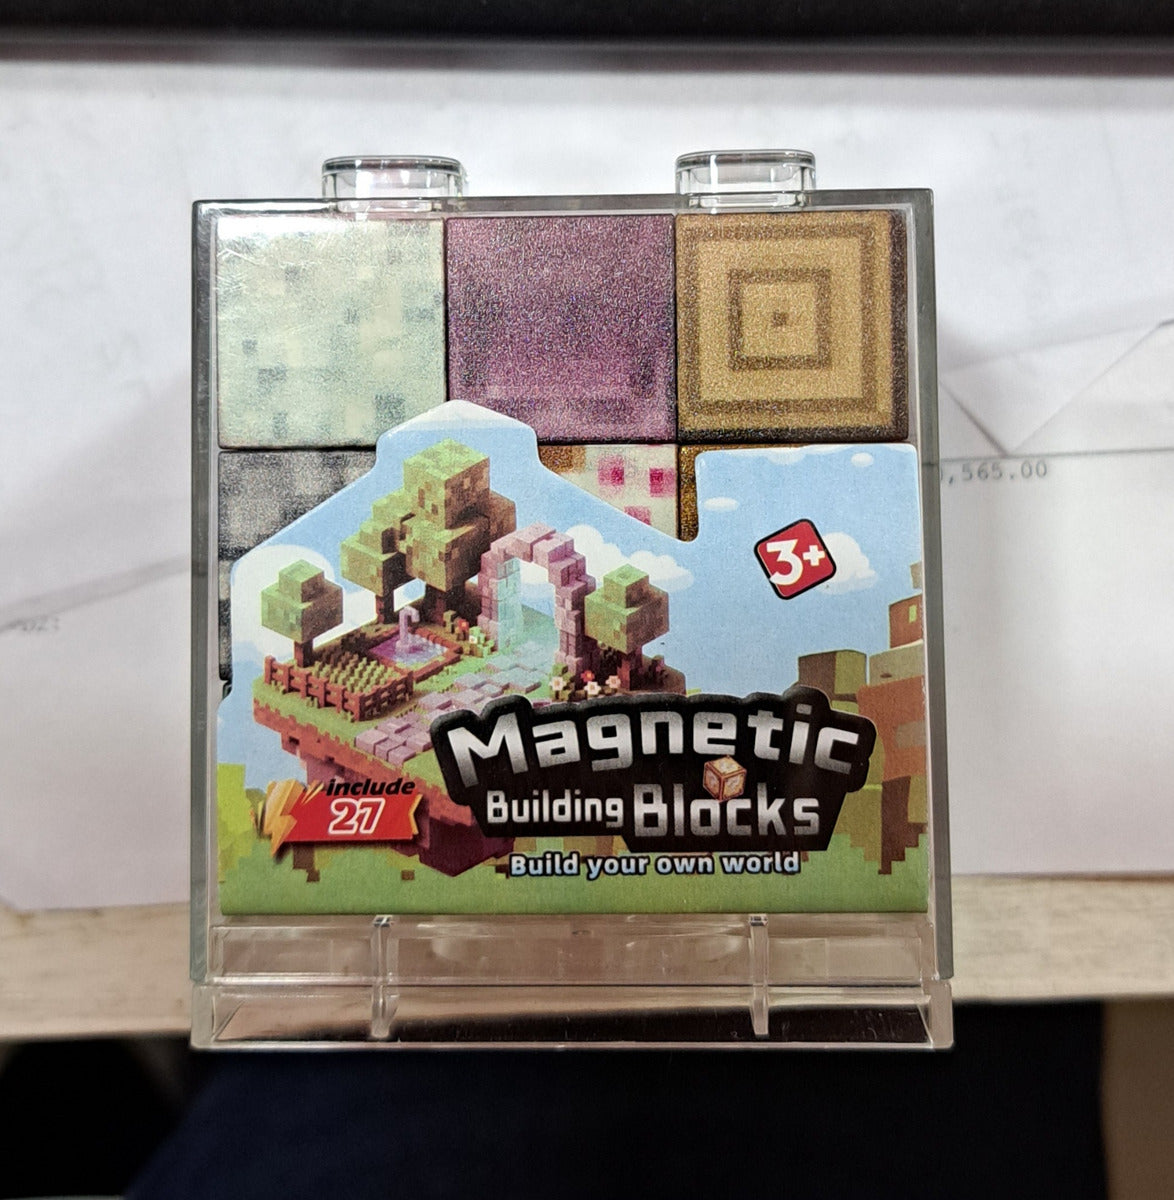 ,565.00
3+
Magnetic
include
27
Building Blocks
Build your own world